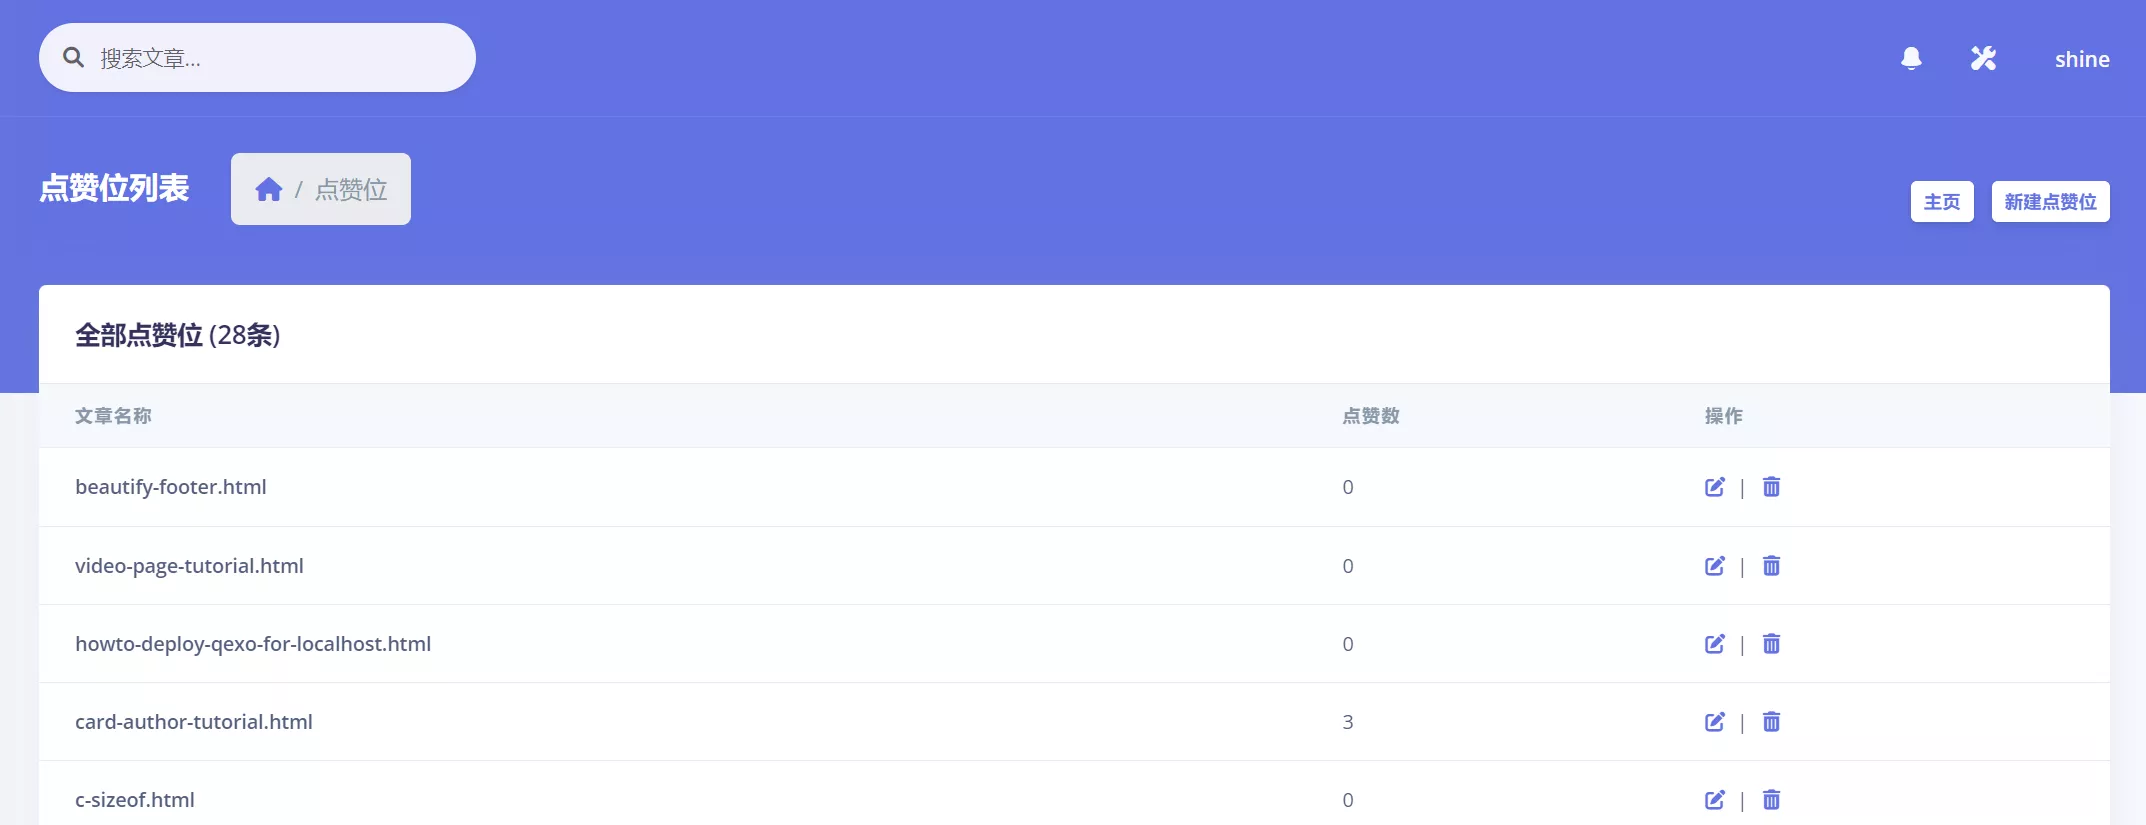 搜索文章...
shine
点赞位列表
/ 点赞位
主页
新建点赞位
全部点赞位 (28条)
文章名称 点赞数 操作
beautify-footer.html 0 |
video-page-tutorial.html 0 |
howto-deploy-qexo-for-localhost.html 0 |
card-author-tutorial.html 3 |
c-sizeof.html 0 |